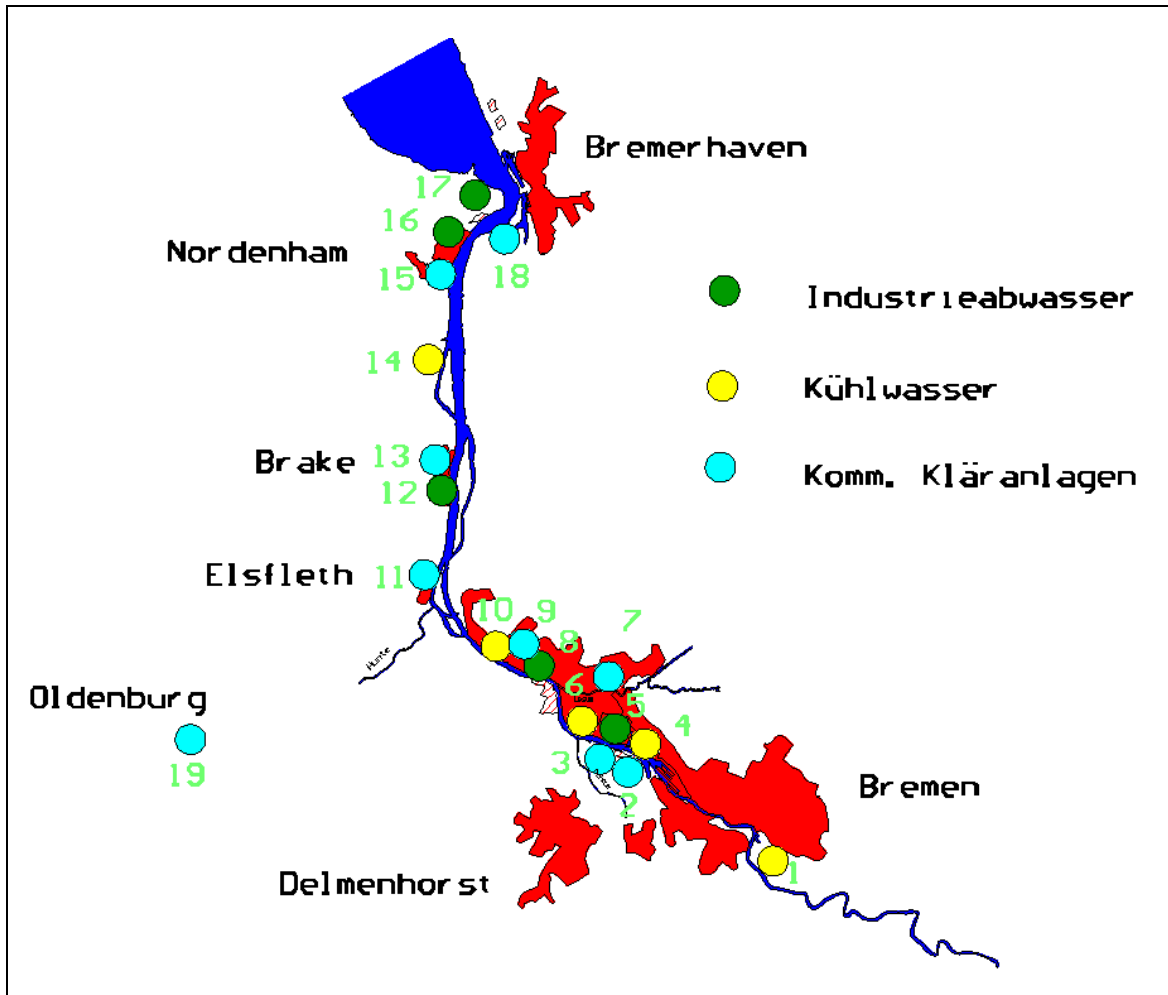 Bremerhaven
17
16
Nordenham
15
18
Industrieabwasser
14
Kühlwasser
Brake
13
12
Komm. Kläranlagen
Elsfleth
11
10
9
8
7
Hunte
6
Oldenburg
5
4
19
3
2
Bremen
1
Delmenhorst